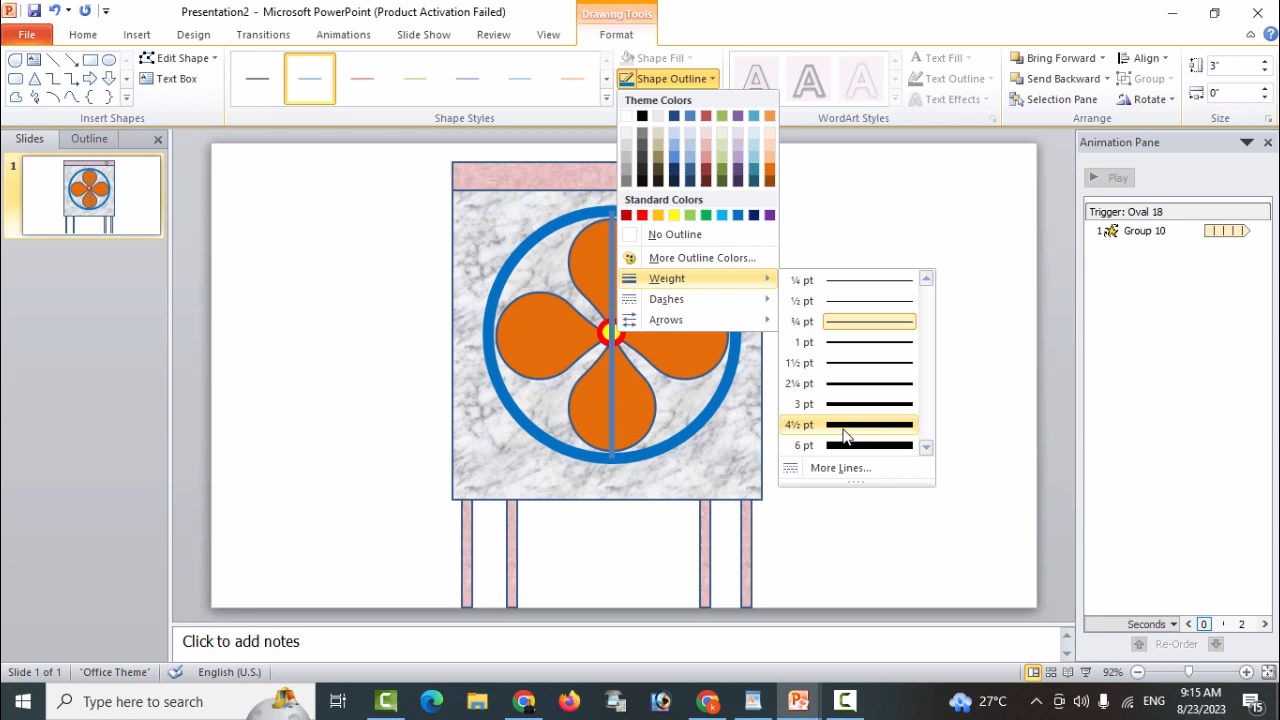 Presentation2 - Microsoft PowerPoint (Product Activation Failed)
Drawing Tools
File Home Insert Design Transitions Animations Slide Show Review View Format
Edit Shape
Text Box
Insert Shapes
Shape Styles
Shape Fill
Shape Outline
A A A
Text Fill
Text Outline
Text Effects
WordArt Styles
Bring Forward
Send Backward
Selection Pane
Align
Group
Rotate
Arrange
3"
0"
Size
Slides Outline
1
Theme Colors
Standard Colors
No Outline
More Outline Colors...
Weight
Dashes
Arrows
¼ pt
½ pt
¾ pt
1 pt
1½ pt
2¼ pt
3 pt
4½ pt
6 pt
More Lines...
Animation Pane
Play
Trigger: Oval 18
1 Group 10
Seconds 0 2
Re-Order
Click to add notes
Slide 1 of 1 "Office Theme" English (U.S.) 92%
Type here to search
27°C ENG 9:15 AM
8/23/2023 15